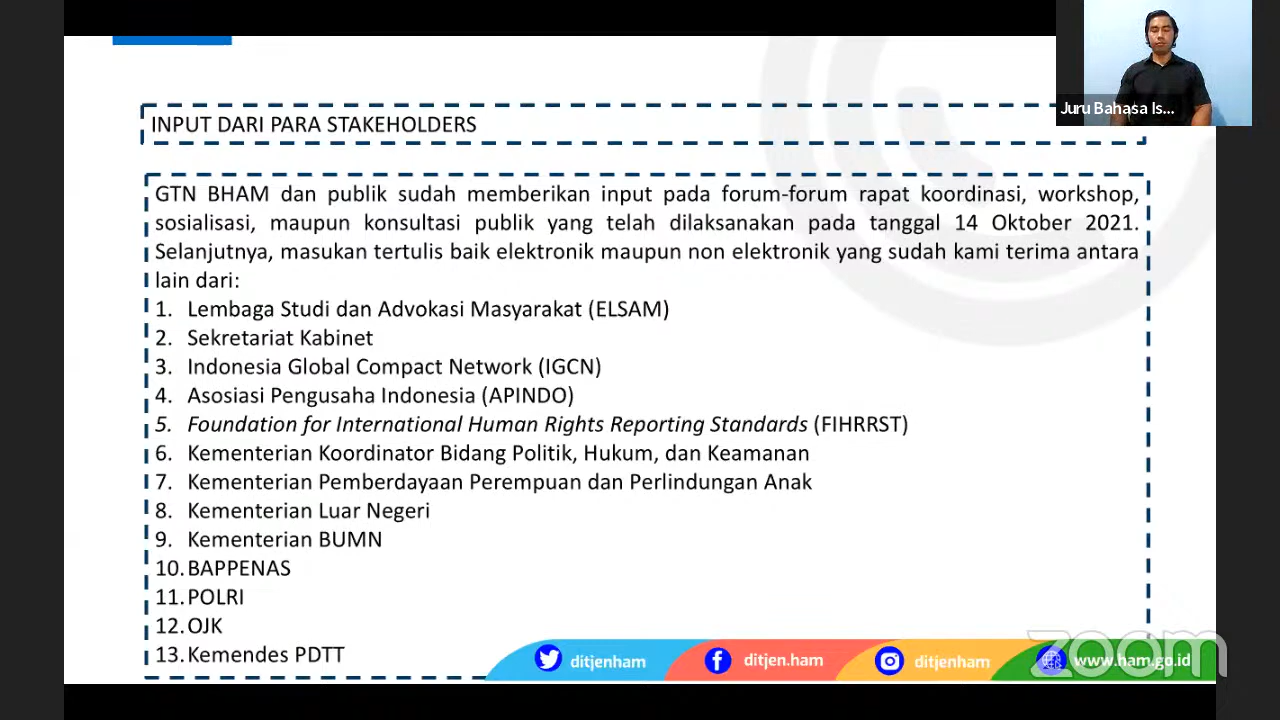 Juru Bahasa Is...
INPUT DARI PARA STAKEHOLDERS
GTN BHAM dan publik sudah memberikan input pada forum-forum rapat koordinasi, workshop,
sosialisasi, maupun konsultasi publik yang telah dilaksanakan pada tanggal 14 Oktober 2021.
Selanjutnya, masukan tertulis baik elektronik maupun non elektronik yang sudah kami terima antara
lain dari:
1. Lembaga Studi dan Advokasi Masyarakat (ELSAM)
2. Sekretariat Kabinet
3. Indonesia Global Compact Network (IGCN)
4. Asosiasi Pengusaha Indonesia (APINDO)
5. Foundation for International Human Rights Reporting Standards (FIHRRST)
6. Kementerian Koordinator Bidang Politik, Hukum, dan Keamanan
7. Kementerian Pemberdayaan Perempuan dan Perlindungan Anak
8. Kementerian Luar Negeri
9. Kementerian BUMN
10. BAPPENAS
11. POLRI
12. OJK
13. Kemendes PDTT
ditjenham
ditjen.ham
ditjenham
www.ham.go.id
zoom